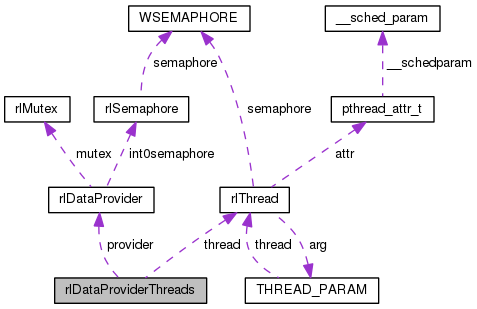 WSEMAPHORE
__sched_param
semaphore
__schedparam
rlMutex
rlSemaphore
semaphore
pthread_attr_t
mutex
int0semaphore
attr
rlDataProvider
rlThread
provider
thread
thread
arg
rlDataProviderThreads
THREAD_PARAM